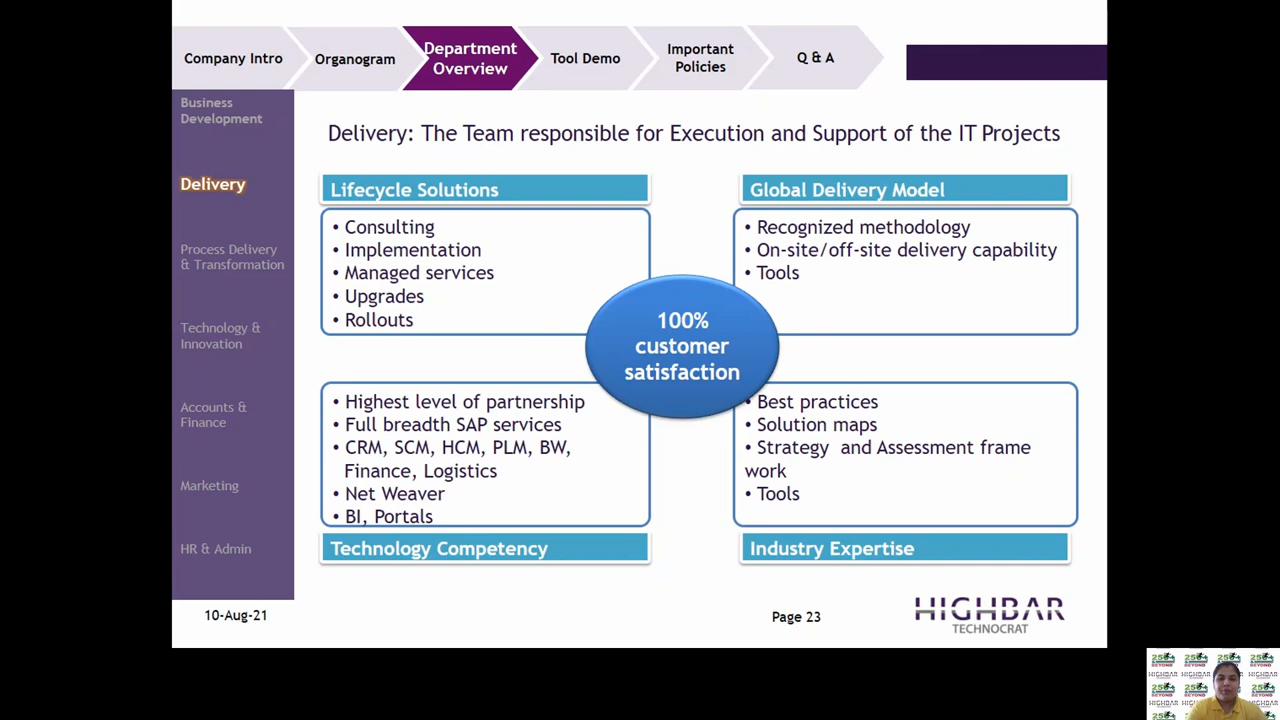 Company Intro
Organogram
Department
Overview
Tool Demo
Important
Policies
Q & A
Business
Development
Delivery
Process Delivery
& Transformation
Technology &
Innovation
Accounts &
Finance
Marketing
HR & Admin
Delivery: The Team responsible for Execution and Support of the IT Projects
Lifecycle Solutions
• Consulting
• Implementation
• Managed services
• Upgrades
• Rollouts
Global Delivery Model
• Recognized methodology
• On-site/off-site delivery capability
• Tools
100%
customer
satisfaction
• Highest level of partnership
• Full breadth SAP services
• CRM, SCM, HCM, PLM, BW,
Finance, Logistics
• Net Weaver
• BI, Portals
Technology Competency
• Best practices
• Solution maps
• Strategy and Assessment frame
work
• Tools
Industry Expertise
10-Aug-21
Page 23
HIGHBAR
TECHNOCRAT